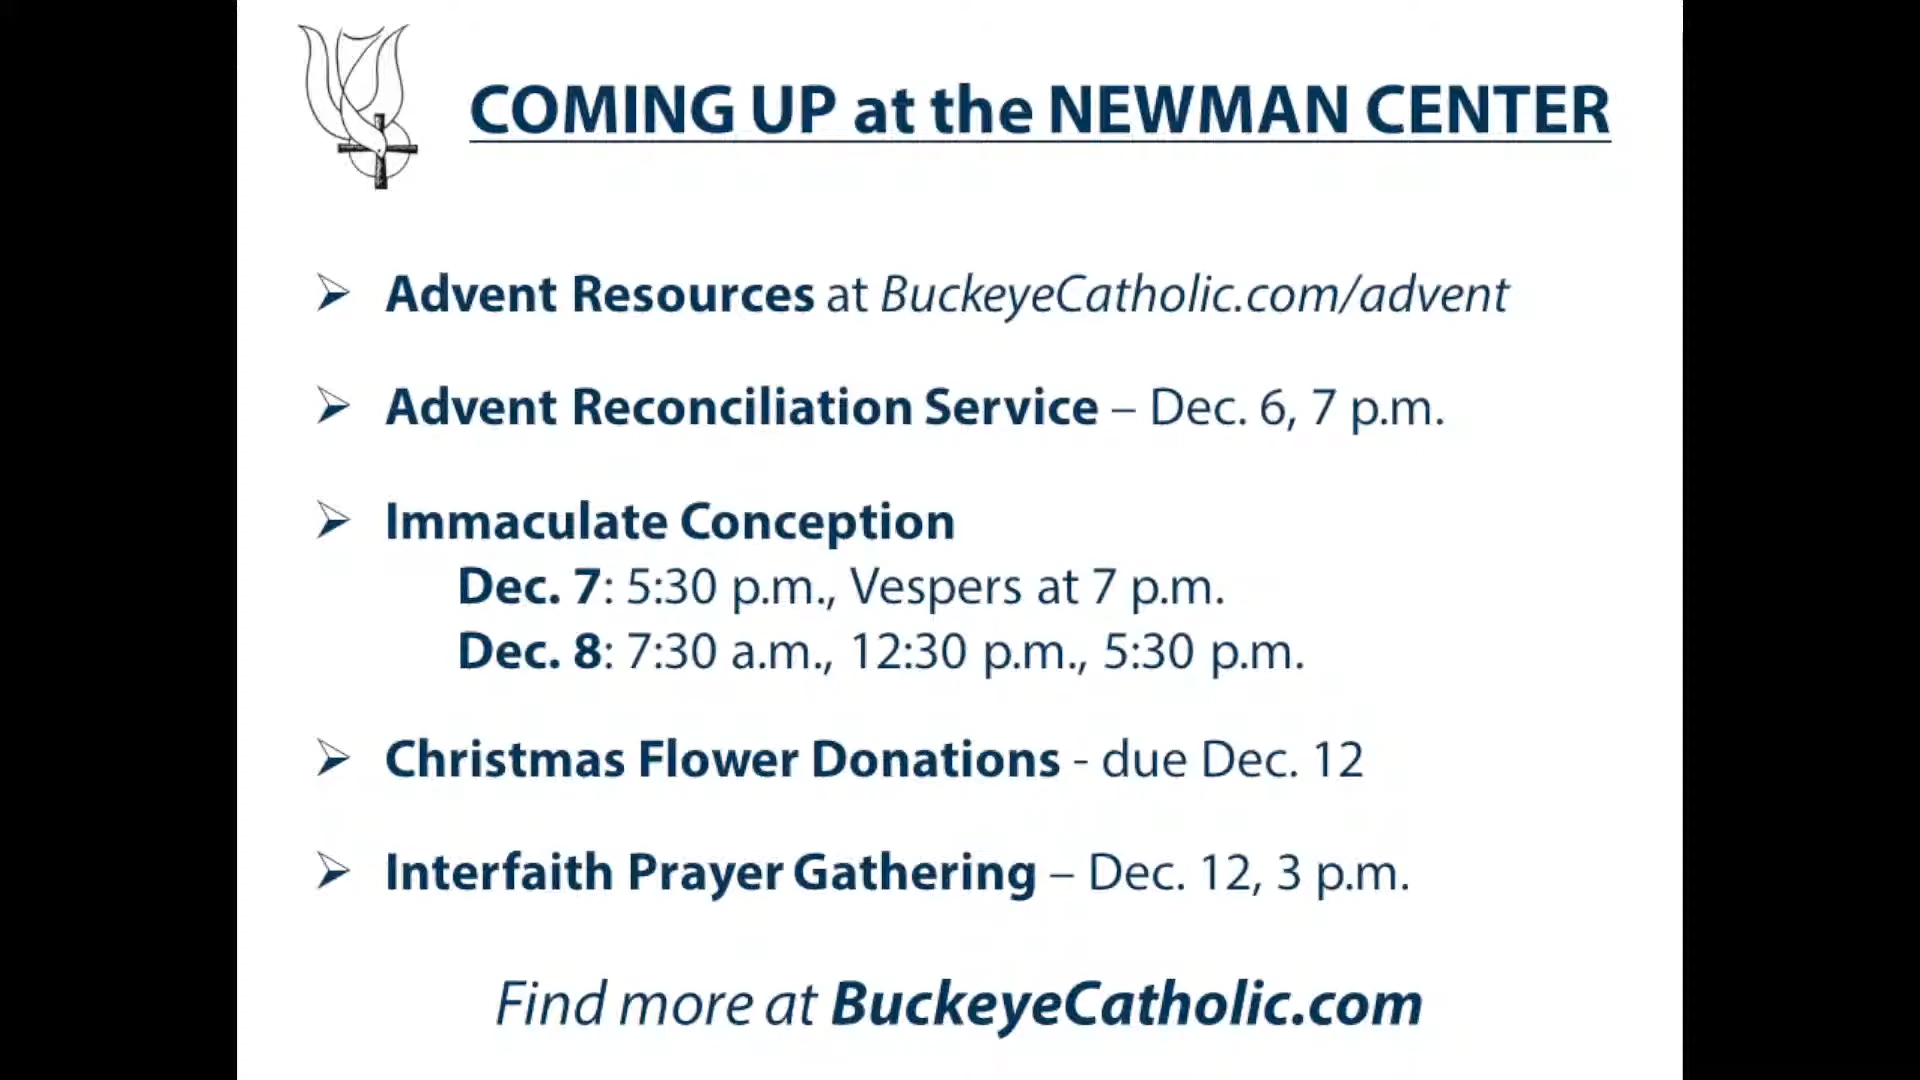 COMING UP at the NEWMAN CENTER
Advent Resources at BuckeyeCatholic.com/advent
Advent Reconciliation Service – Dec. 6, 7 p.m.
Immaculate Conception
Dec. 7: 5:30 p.m., Vespers at 7 p.m.
Dec. 8: 7:30 a.m., 12:30 p.m., 5:30 p.m.
Christmas Flower Donations - due Dec. 12
Interfaith Prayer Gathering – Dec. 12, 3 p.m.
Find more at BuckeyeCatholic.com